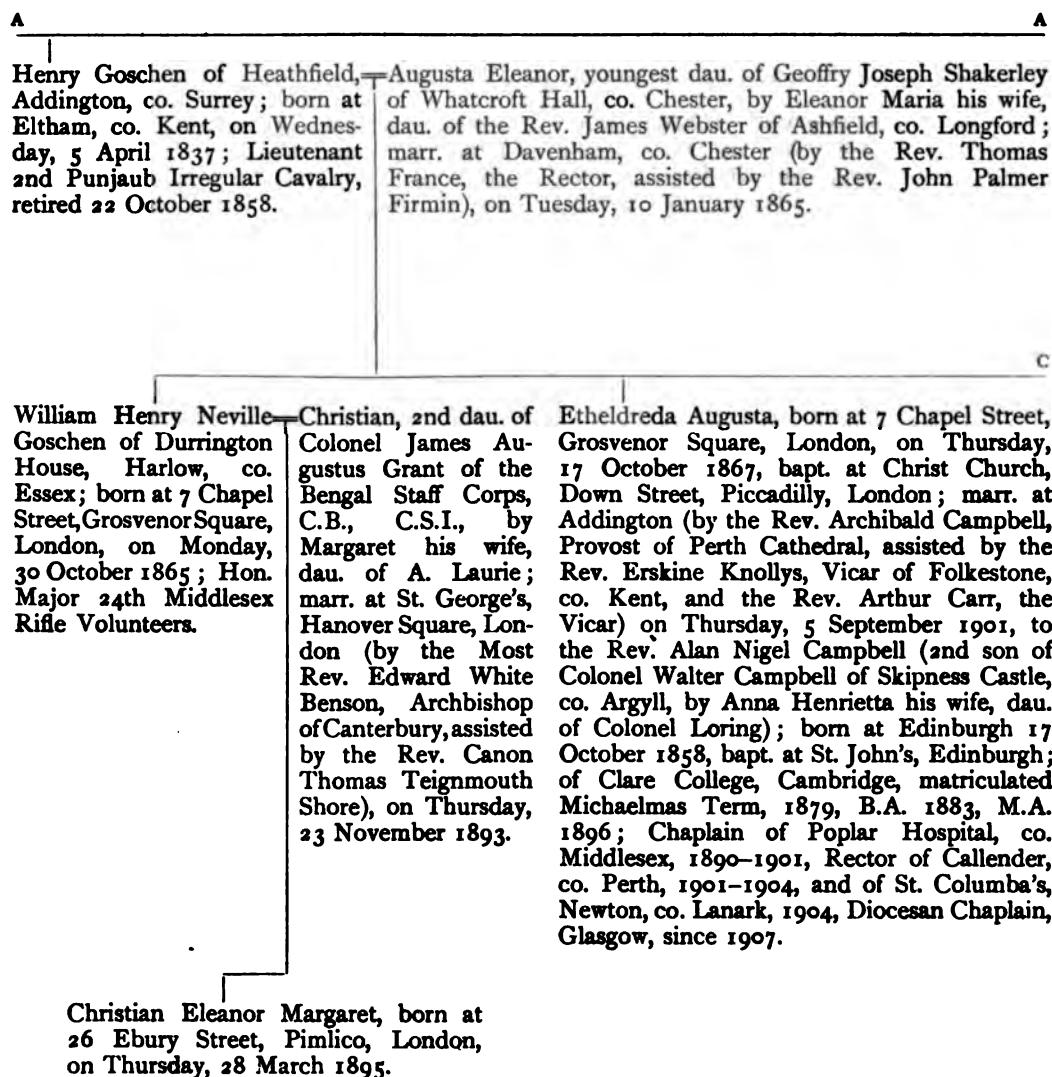 A A
Henry Goschen of Heathfield,
Addington, co. Surrey; born at
Eltham, co. Kent, on Wednes-
day, 5 April 1837; Lieutenant
2nd Punjaub Irregular Cavalry,
retired 22 October 1858.
Augusta Eleanor, youngest dau. of Geoffry Joseph Shakerley
of Whatcroft Hall, co. Chester, by Eleanor Maria his wife,
dau. of the Rev. James Webster of Ashfield, co. Longford;
marr. at Davenham, co. Chester (by the Rev. Thomas
France, the Rector, assisted by the Rev. John Palmer
Firmin), on Tuesday, 10 January 1865.
C
William Henry Neville
Goschen of Durrington
House, Harlow, co.
Essex; born at 7 Chapel
Street, Grosvenor Square,
London, on Monday,
30 October 1865; Hon.
Major 24th Middlesex
Rifle Volunteers.
Christian, 2nd dau. of
Colonel James Au-
gustus Grant of the
Bengal Staff Corps,
C.B., C.S.I., by
Margaret his wife,
dau. of A. Laurie;
marr. at St. George's,
Hanover Square, Lon-
don (by the Most
Rev. Edward White
Benson, Archbishop
of Canterbury, assisted
by the Rev. Canon
Thomas Teignmouth
Shore), on Thursday,
23 November 1893.
Etheldreda Augusta, born at 7 Chapel Street,
Grosvenor Square, London, on Thursday,
17 October 1867, bapt. at Christ Church,
Down Street, Piccadilly, London; marr. at
Addington (by the Rev. Archibald Campbell,
Provost of Perth Cathedral, assisted by the
Rev. Erskine Knollys, Vicar of Folkestone,
co. Kent, and the Rev. Arthur Carr, the
Vicar) on Thursday, 5 September 1901, to
the Rev. Alan Nigel Campbell (2nd son of
Colonel Walter Campbell of Skipness Castle,
co. Argyll, by Anna Henrietta his wife, dau.
of Colonel Loring); born at Edinburgh 17
October 1858, bapt. at St. John's, Edinburgh;
of Clare College, Cambridge, matriculated
Michaelmas Term, 1879, B.A. 1883, M.A.
1896; Chaplain of Poplar Hospital, co.
Middlesex, 1890–1901, Rector of Callender,
co. Perth, 1901–1904, and of St. Columba's,
Newton, co. Lanark, 1904, Diocesan Chaplain,
Glasgow, since 1907.
Christian Eleanor Margaret, born at
26 Ebury Street, Pimlico, London,
on Thursday, 28 March 1895.